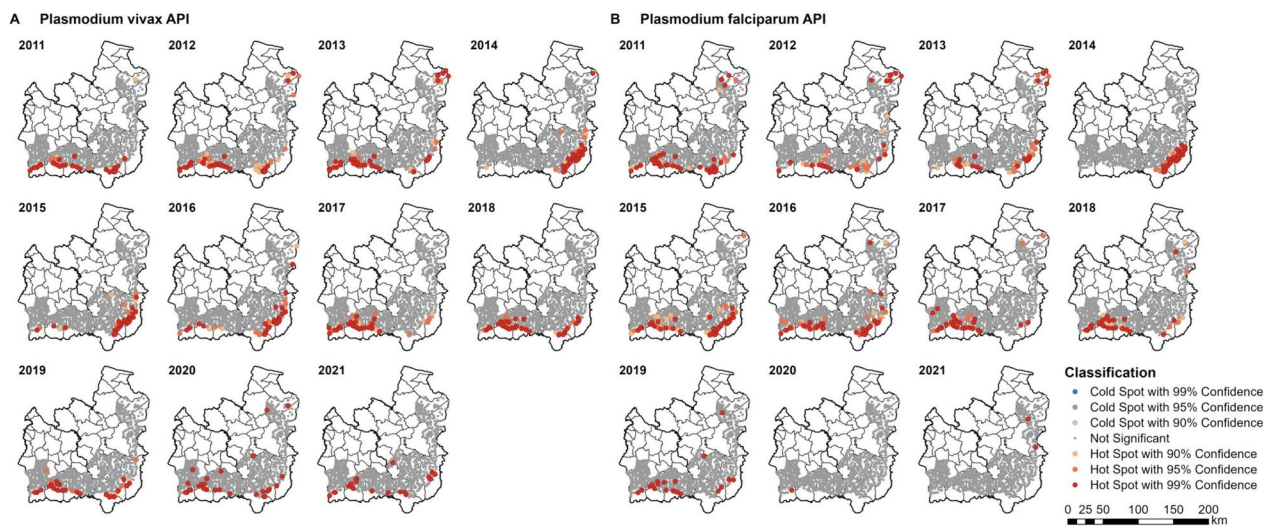 A Plasmodium vivax API
B Plasmodium falciparum API
2011 2012 2013 2014
2011 2012 2013 2014
2015 2016 2017 2018
2015 2016 2017 2018
2019 2020 2021
2019 2020 2021
Classification
Cold Spot with 99% Confidence
Cold Spot with 95% Confidence
Cold Spot with 90% Confidence
Not Significant
Hot Spot with 90% Confidence
Hot Spot with 95% Confidence
Hot Spot with 99% Confidence
0 25 50 100 150 200
km